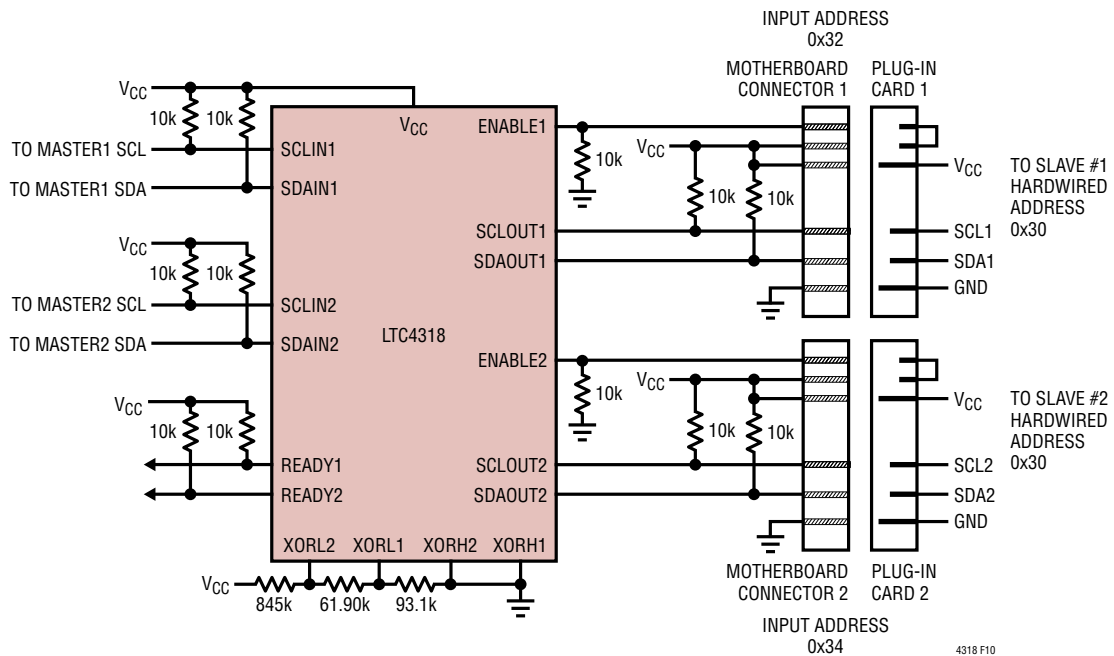 INPUT ADDRESS
0x32
MOTHERBOARD
CONNECTOR 1
PLUG-IN
CARD 1
VCC
10k
10k
TO MASTER1 SCL
TO MASTER1 SDA
VCC
SCLIN1
SDAIN1
ENABLE1
10k
VCC
10k
10k
SCLOUT1
SDAOUT1
VCC
SCL1
SDA1
GND
TO SLAVE #1
HARDWIRED
ADDRESS
0x30
VCC
10k
10k
TO MASTER2 SCL
TO MASTER2 SDA
SCLIN2
SDAIN2
LTC4318
ENABLE2
10k
VCC
10k
10k
SCLOUT2
SDAOUT2
VCC
SCL2
SDA2
GND
TO SLAVE #2
HARDWIRED
ADDRESS
0x30
VCC
10k
10k
READY1
READY2
XORL2
XORL1
XORH2
XORH1
VCC
845k
61.90k
93.1k
MOTHERBOARD
CONNECTOR 2
PLUG-IN
CARD 2
INPUT ADDRESS
0x34
4318 F10